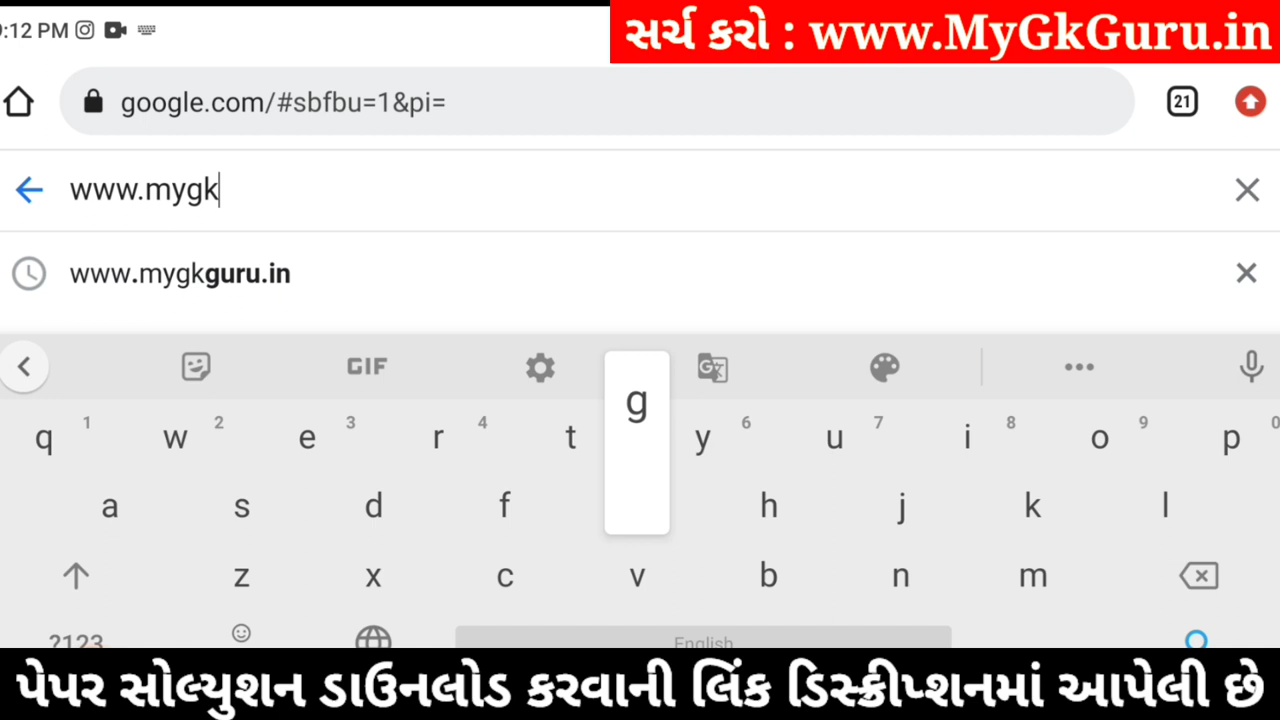 9:12 PM
સર્ચ કરો : www.MyGkGuru.in
google.com/#sbfbu=1&pi=
21
www.mygk
www.mygkguru.in
GIF
g
q 1 w 2 e 3 r 4 t y 6 u 7 i 8 o 9 p 0
a s d f h j k l
z x c v b n m
?123 English
પેપર સોલ્યુશન ડાઉનલોડ કરવાની લિંક ડિસ્ક્રીપ્શનમાં આપેલી છે